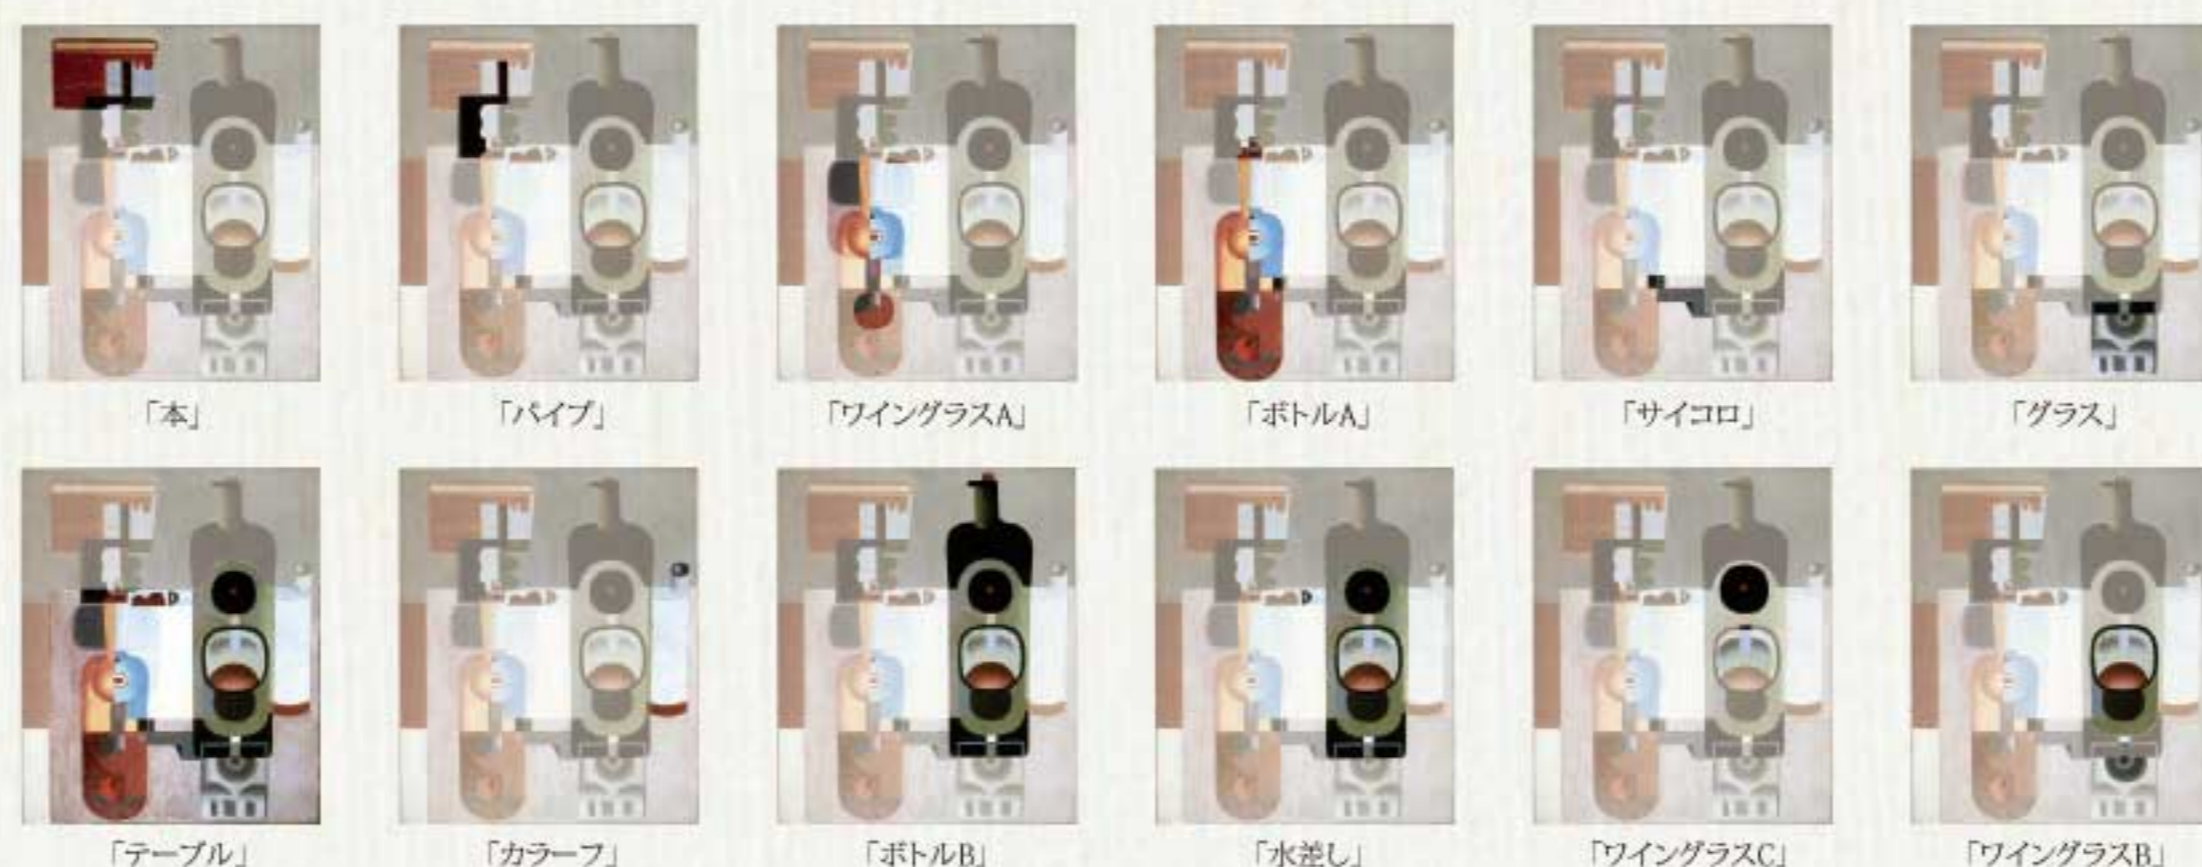 「本」
「パイプ」
「ワイングラスA」
「ボトルA」
「サイコロ」
「グラス」
「テーブル」
「カラーフ」
「ボトルB」
「水差し」
「ワイングラスC」
「ワイングラスB」